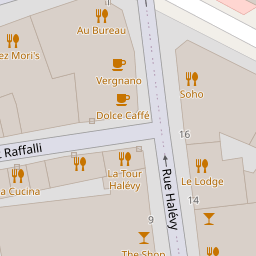 Au Bureau
ez Mori's
Vergnano
Soho
Dolce Caffé
16
Raffalli
La Tour
Halévy
Le Lodge
a Cucina
Rue Halévy
14
9
The Shop